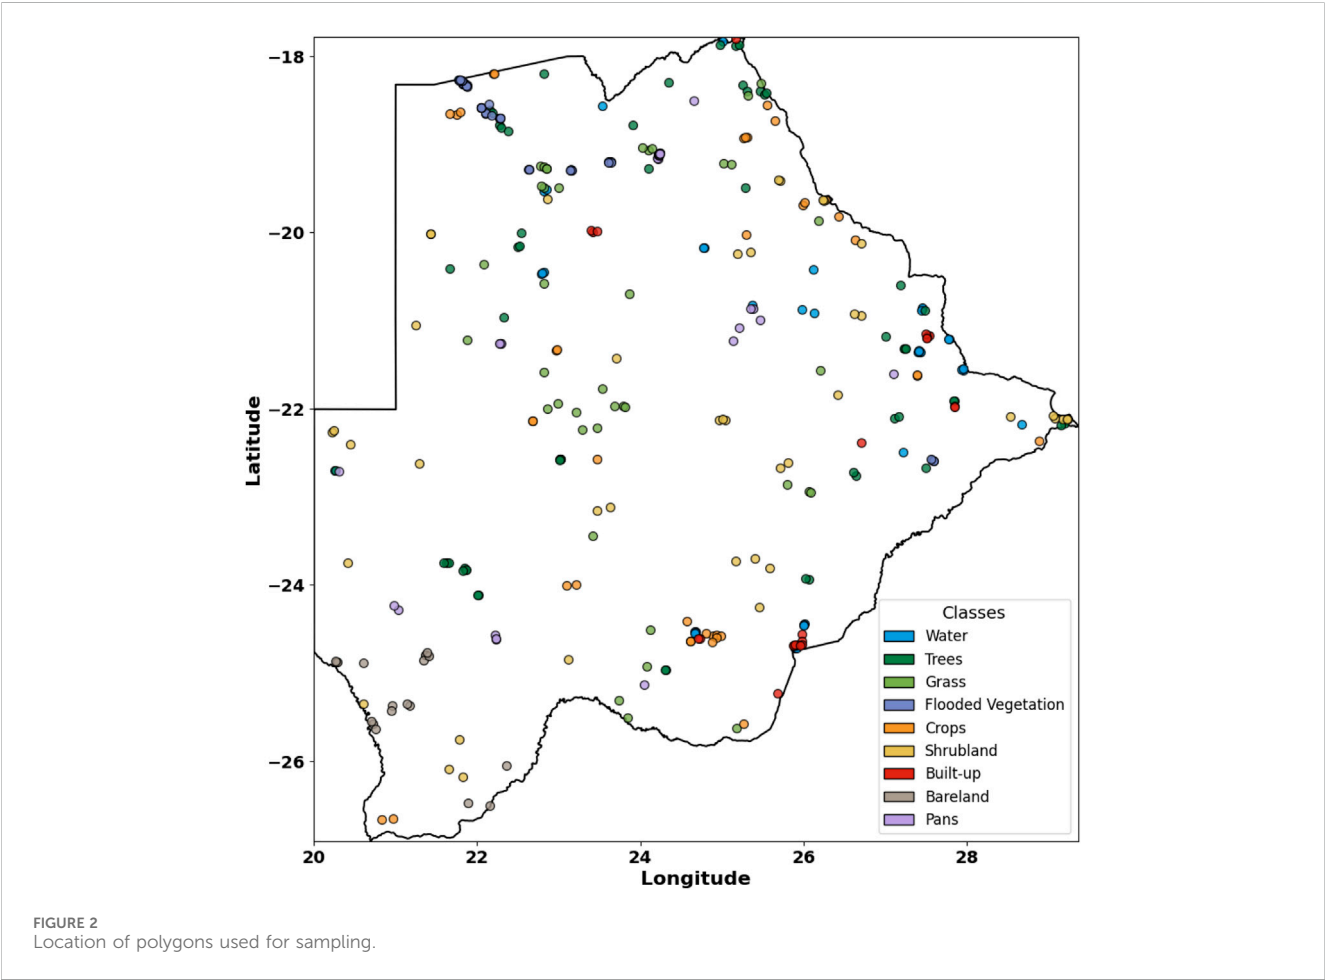 −18
−20
−22
−24
−26
Latitude
20
22
24
26
28
Longitude
Classes
Water
Trees
Grass
Flooded Vegetation
Crops
Shrubland
Built-up
Bareland
Pans
FIGURE 2
Location of polygons used for sampling.